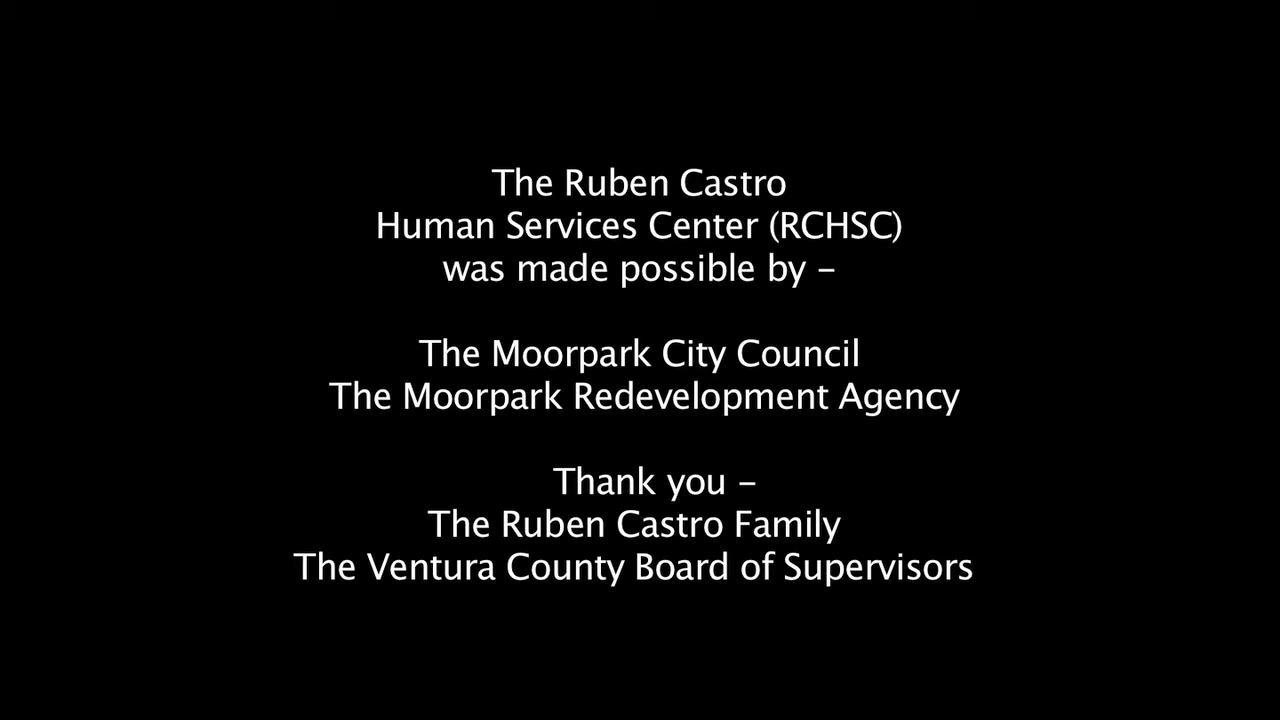 The Ruben Castro
Human Services Center (RCHSC)
was made possible by –
The Moorpark City Council
The Moorpark Redevelopment Agency
Thank you –
The Ruben Castro Family
The Ventura County Board of Supervisors